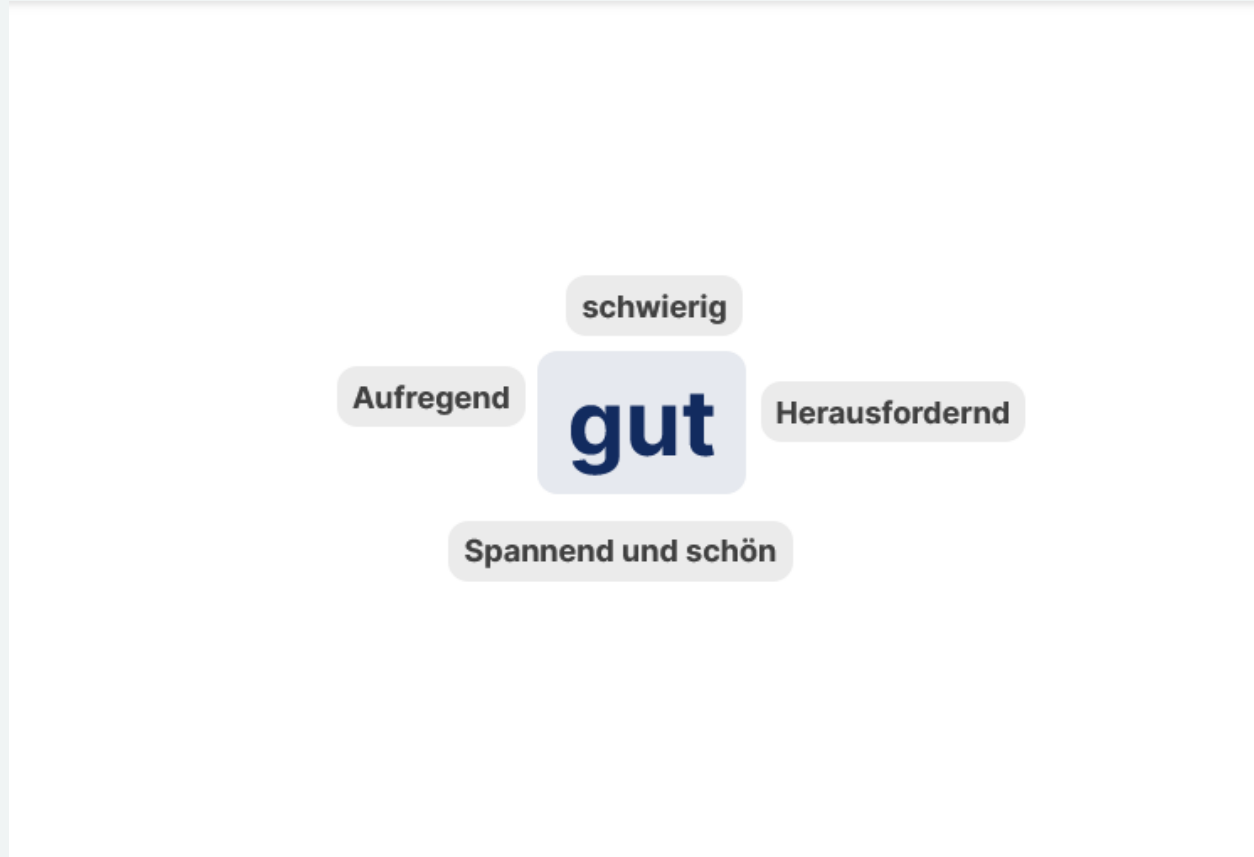 schwierig
Aufregend
gut
Herausfordernd
Spannend und schön